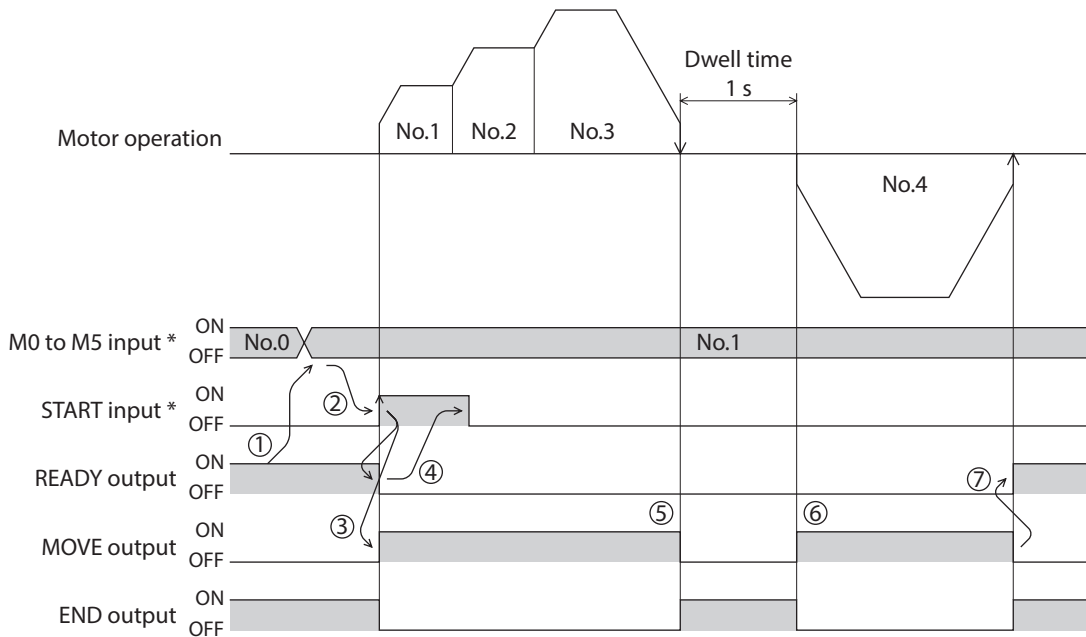 Dwell time
1 s
Motor operation
No.1
No.2
No.3
No.4
M0 to M5 input *
ON
OFF
No.0
No.1
START input *
ON
OFF
②
①
READY output
ON
OFF
④
⑦
MOVE output
ON
OFF
③
⑤
⑥
END output
ON
OFF